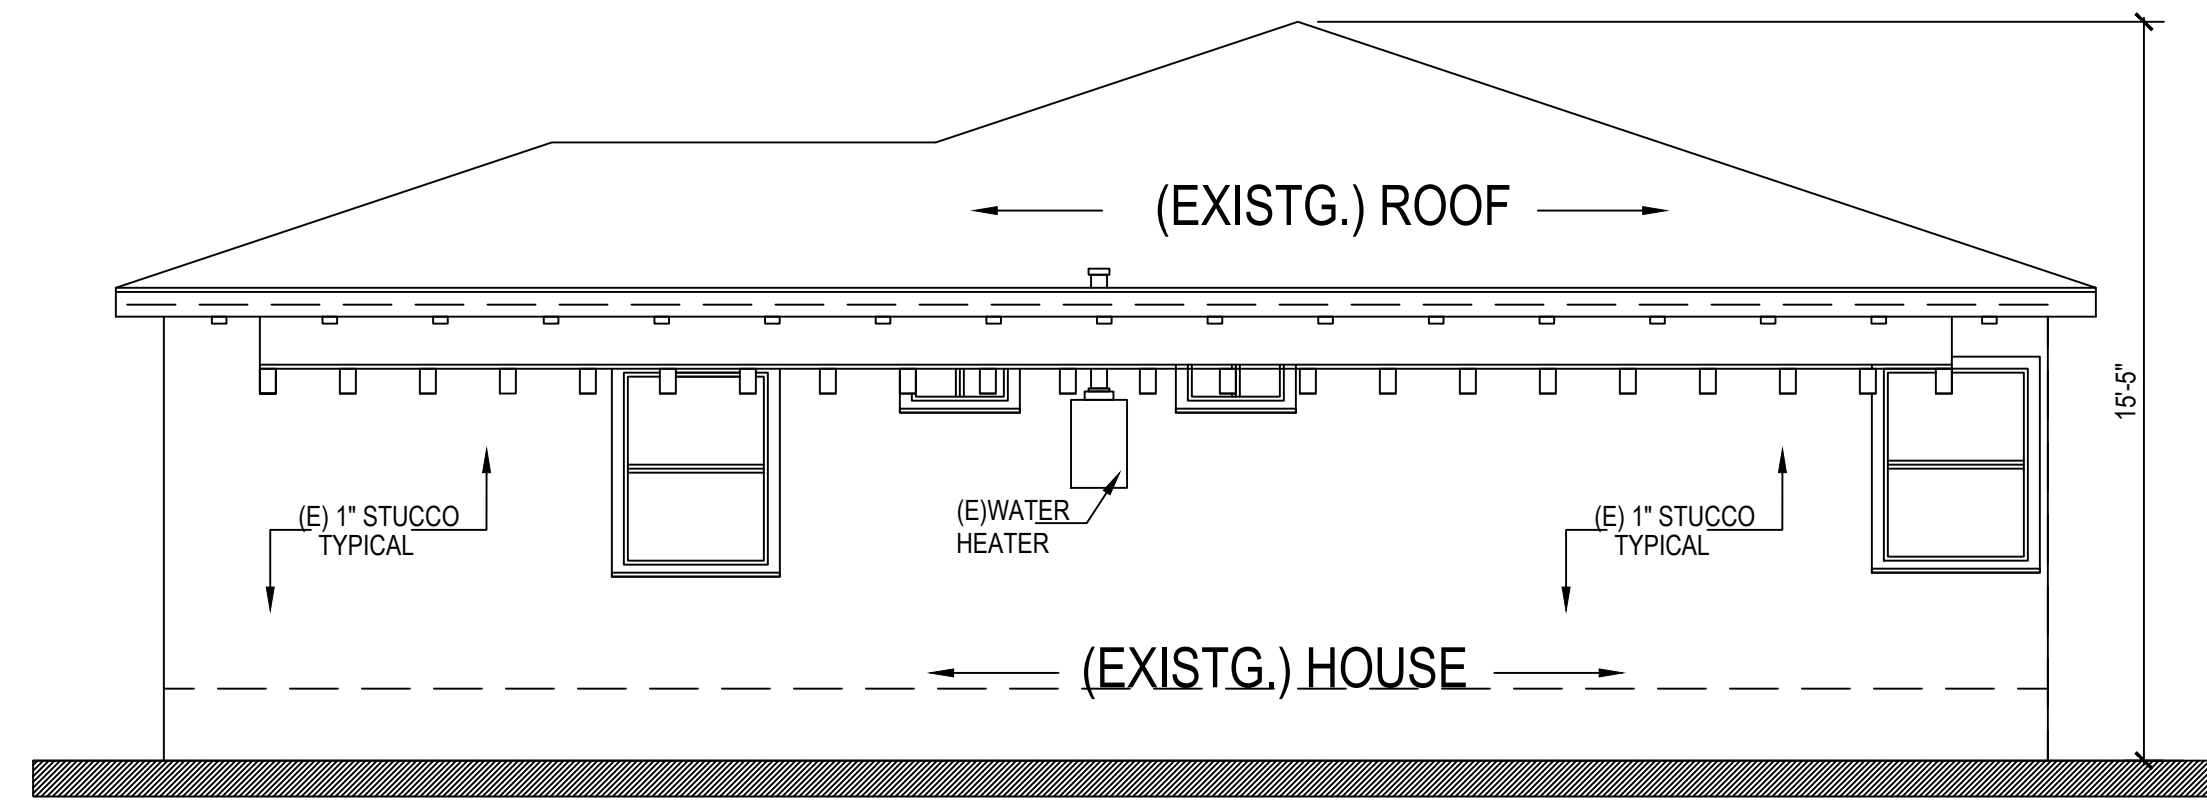 (EXISTG.) ROOF
15'-5"
(E) 1" STUCCO
TYPICAL
(E)WATER
HEATER
(E) 1" STUCCO
TYPICAL
(EXISTG.) HOUSE